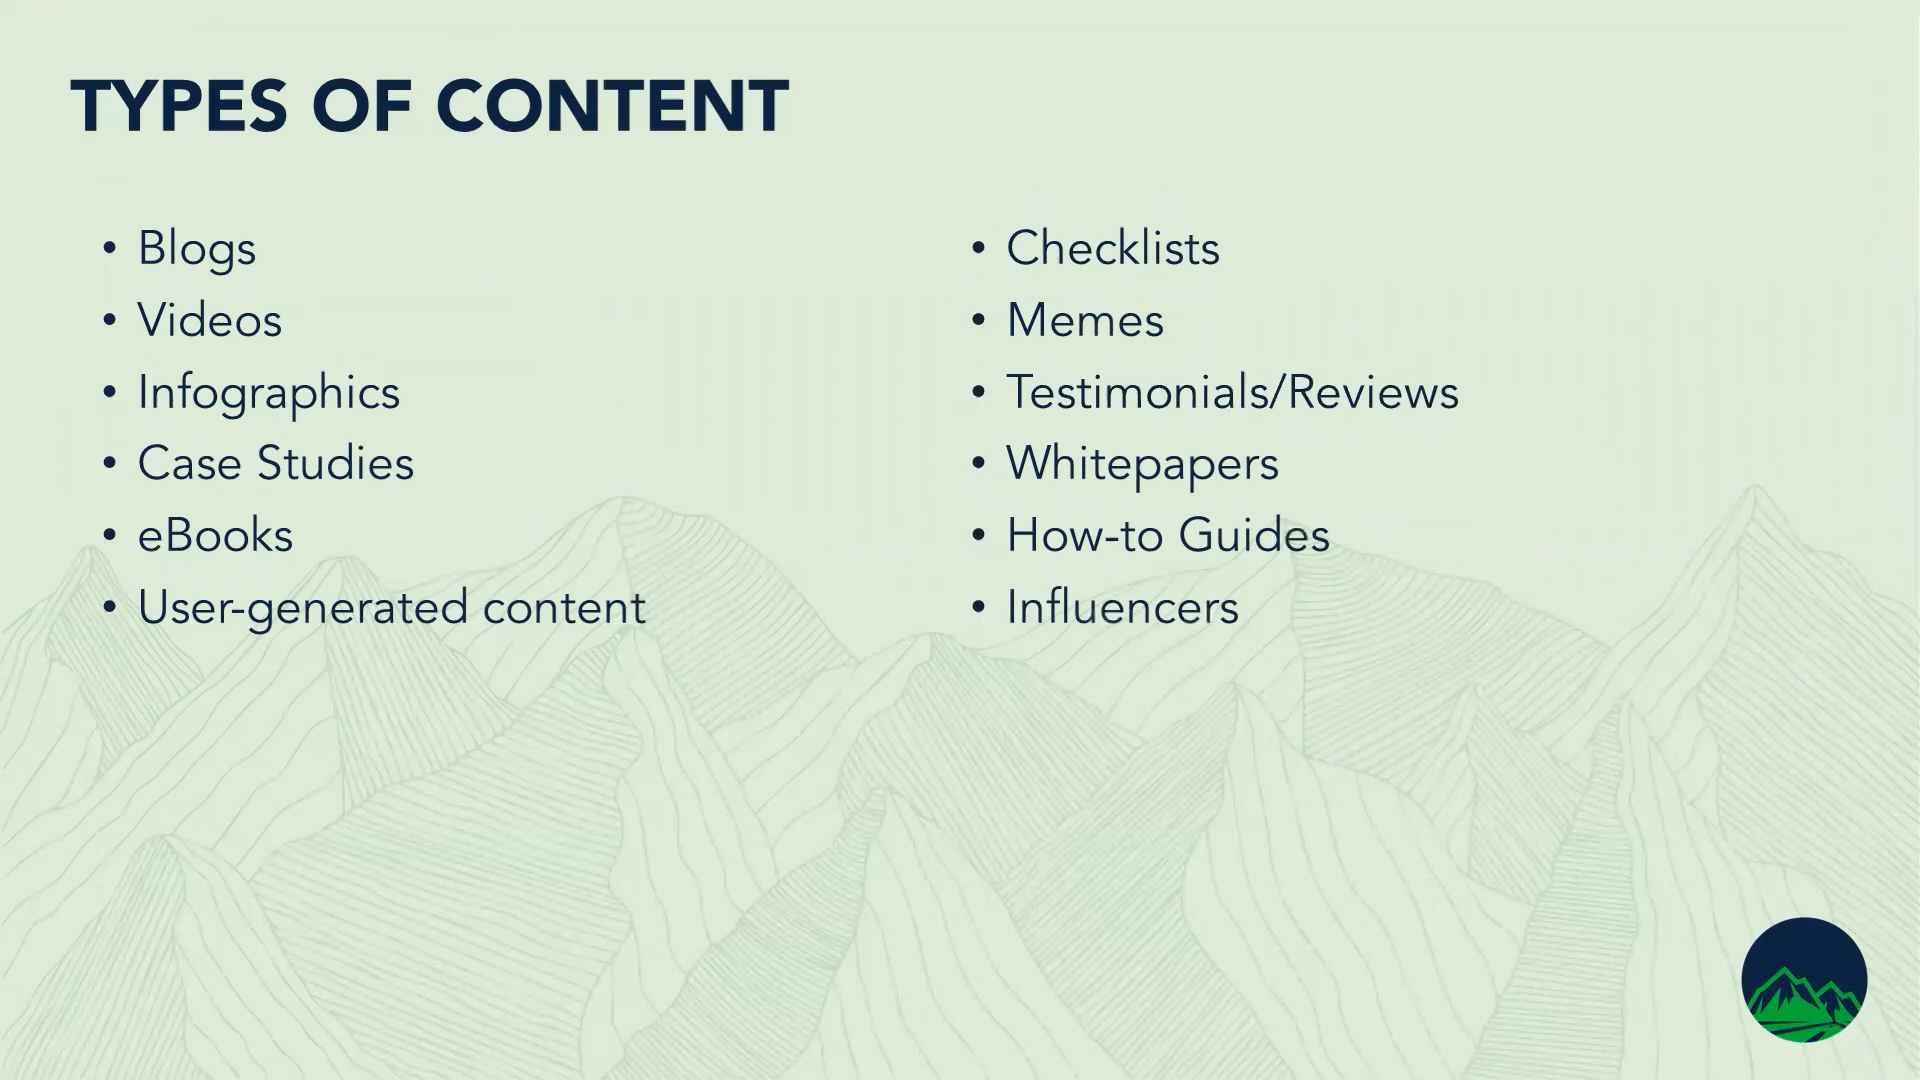 TYPES OF CONTENT
• Blogs
• Videos
• Infographics
• Case Studies
• eBooks
• User-generated content
• Checklists
• Memes
• Testimonials/Reviews
• Whitepapers
• How-to Guides
• Influencers